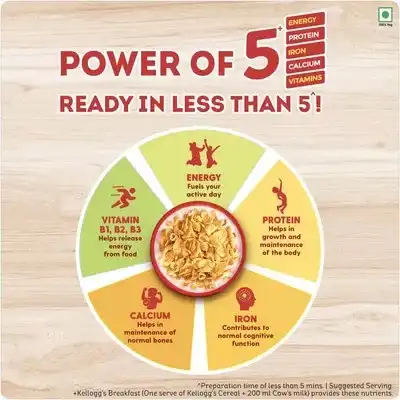 POWER OF 5+
ENERGY
PROTEIN
IRON
CALCIUM
VITAMINS
100% Veg
READY IN LESS THAN 5^!
ENERGY
Fuels your
active day
VITAMIN
B1, B2, B3
Helps release
energy
from food
PROTEIN
Helps in
growth and
maintenance
of the body
CALCIUM
Helps in
maintenance of
normal bones
IRON
Contributes to
normal cognitive
function
^Preparation time of less than 5 mins. | Suggested Serving
+Kellogg's Breakfast (One serve of Kellogg's Cereal + 200 ml Cow's milk) provides these nutrients.